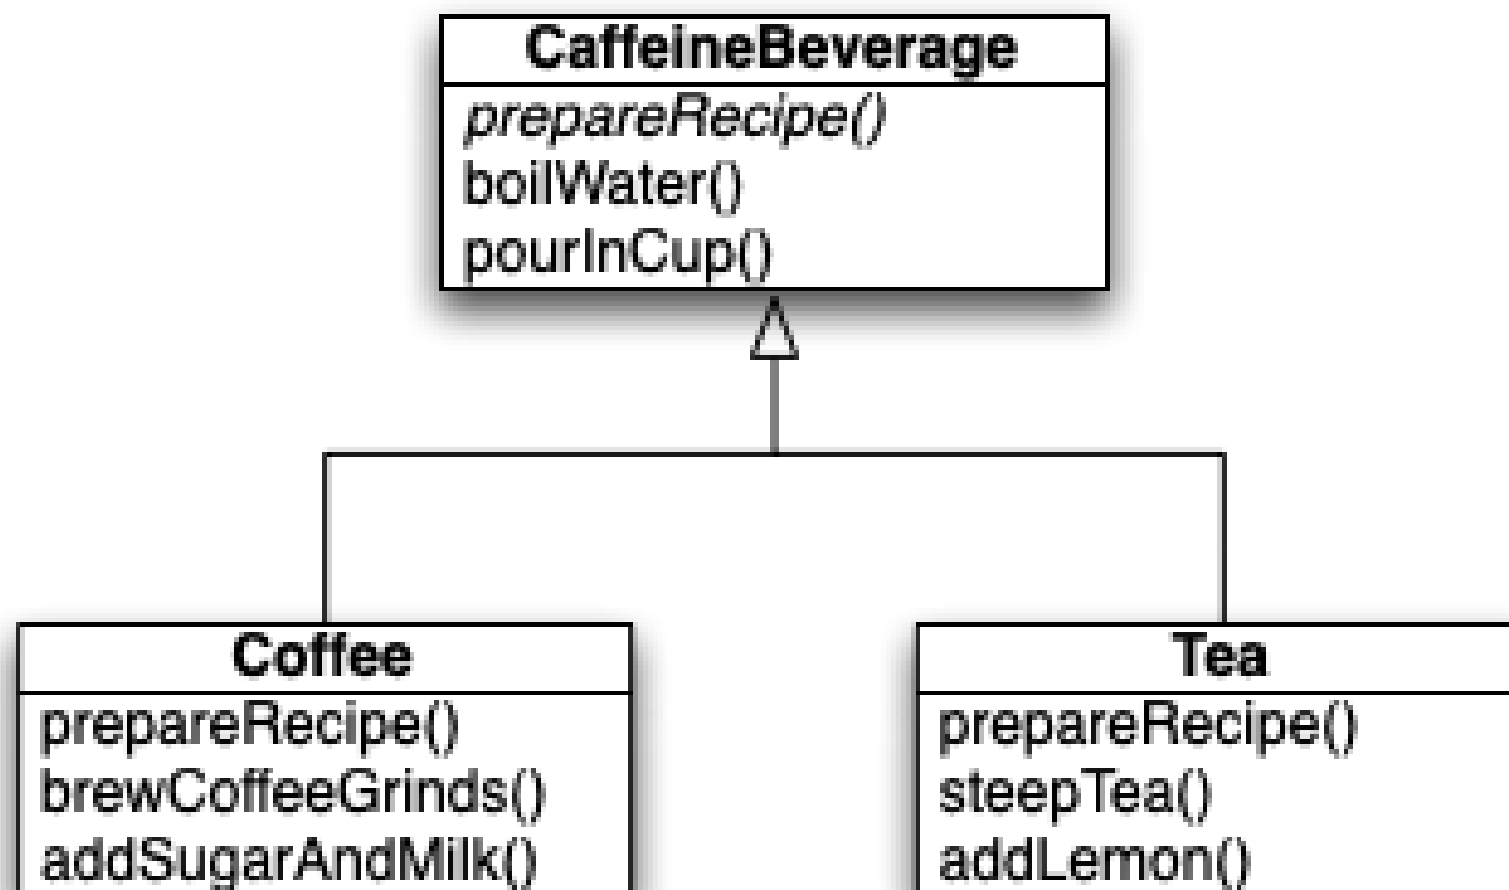 CaffeineBeverage
prepareRecipe()
boilWater()
pourInCup()
Coffee
prepareRecipe()
brewCoffeeGrinds()
addSugarAndMilk()
Tea
prepareRecipe()
steepTea()
addLemon()